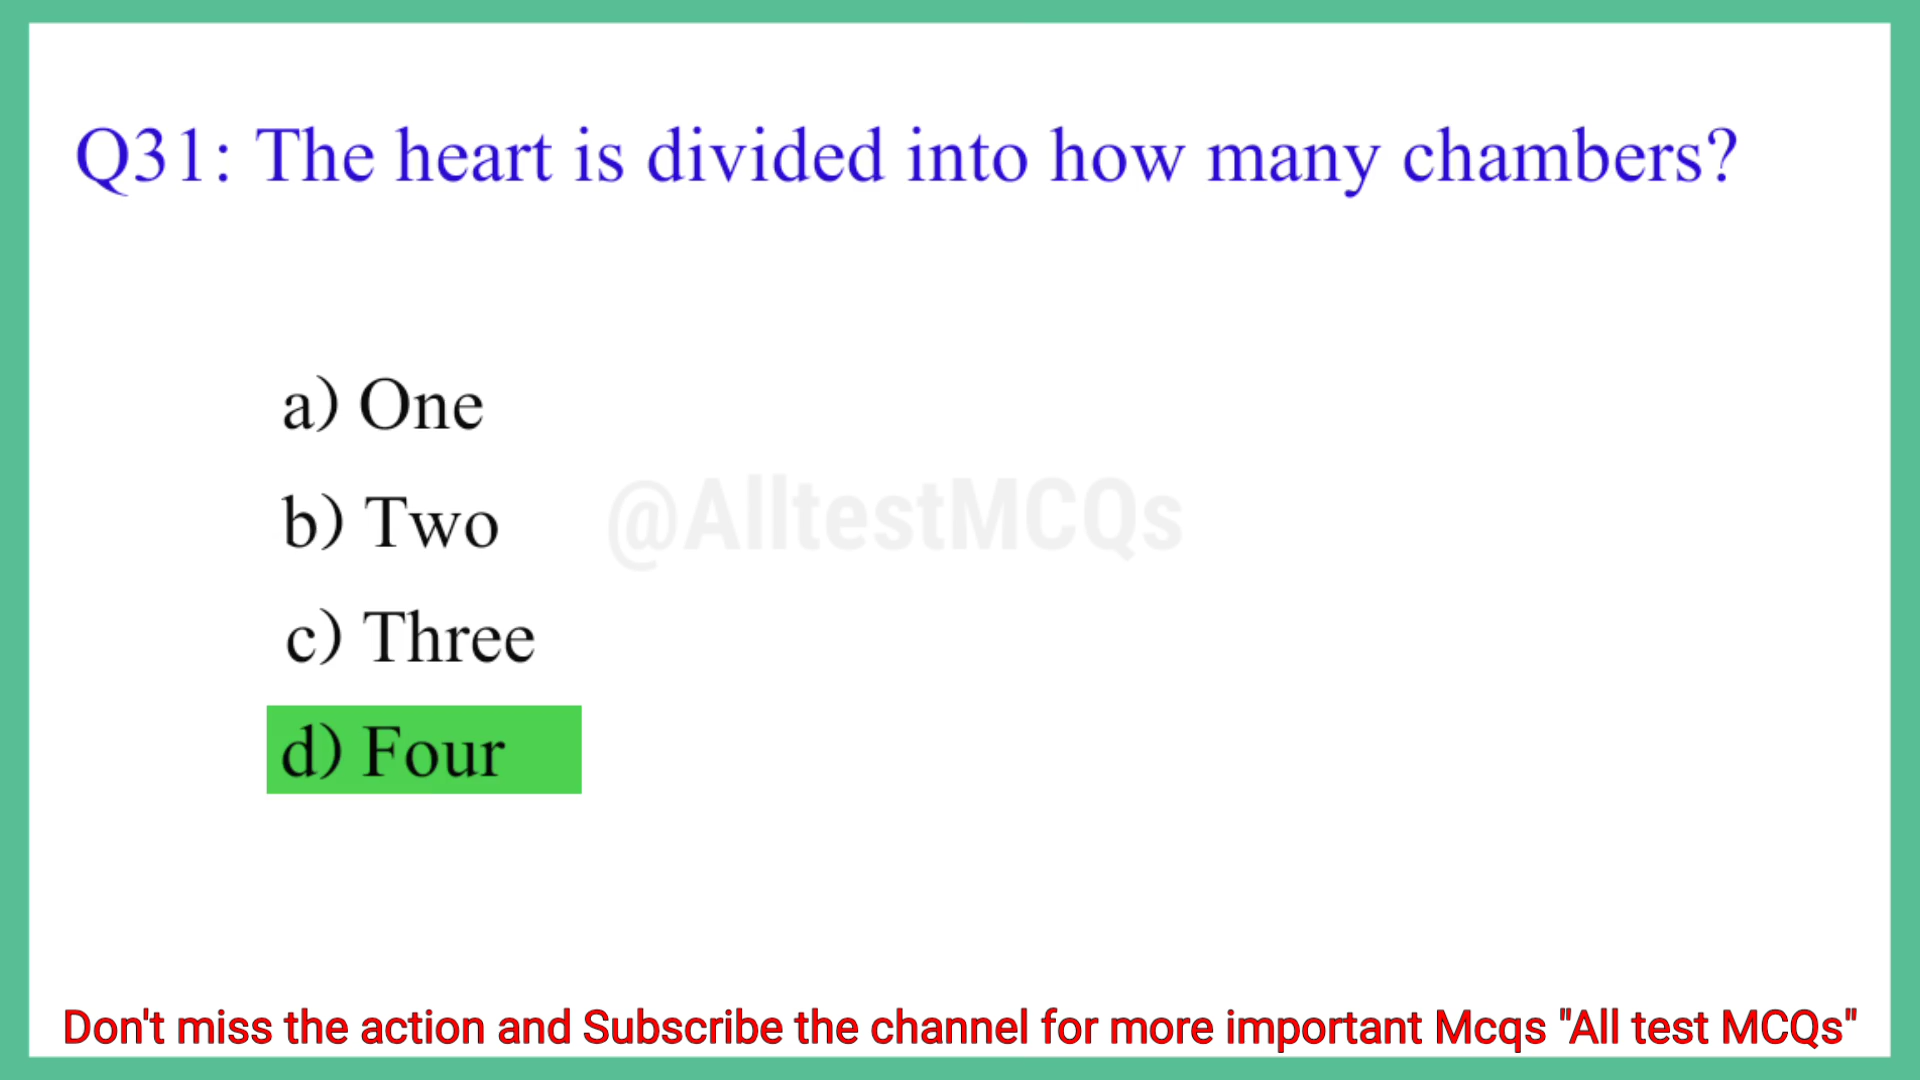 Q31: The heart is divided into how many chambers?
a) One
b) Two
@AlltestMCQs
c) Three
d) Four
Don't miss the action and Subscribe the channel for more important Mcqs "All test MCQs"